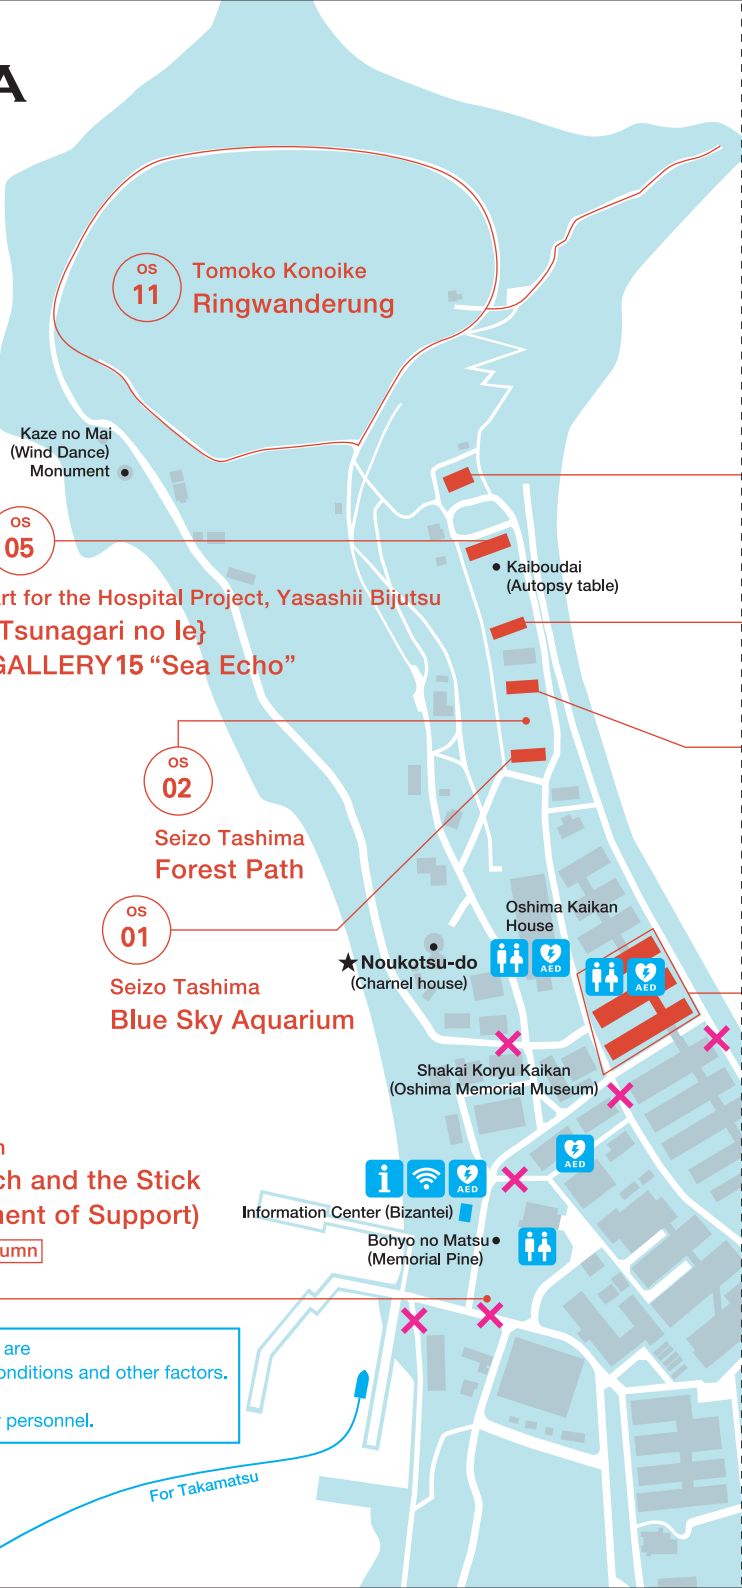 A
OS
11
Tomoko Konoike
Ringwanderung
Kaze no Mai
(Wind Dance)
Monument
OS
05
Kaiboudai
(Autopsy table)
rt for the Hospital Project, Yasashii Bijutsu
Tsunagari no Ie}
GALLERY 15 “Sea Echo”
OS
02
Seizo Tashima
Forest Path
OS
01
Seizo Tashima
Blue Sky Aquarium
Oshima Kaikan
House
AED
AED
★ Noukotsu-do
(Charnel house)
Shakai Koryu Kaikan
(Oshima Memorial Museum)
AED
n
ch and the Stick
ment of Support)
umn
i
AED
Information Center (Bizantei)
Bohyo no Matsu
(Memorial Pine)
are
onditions and other factors.
personnel.
For Takamatsu